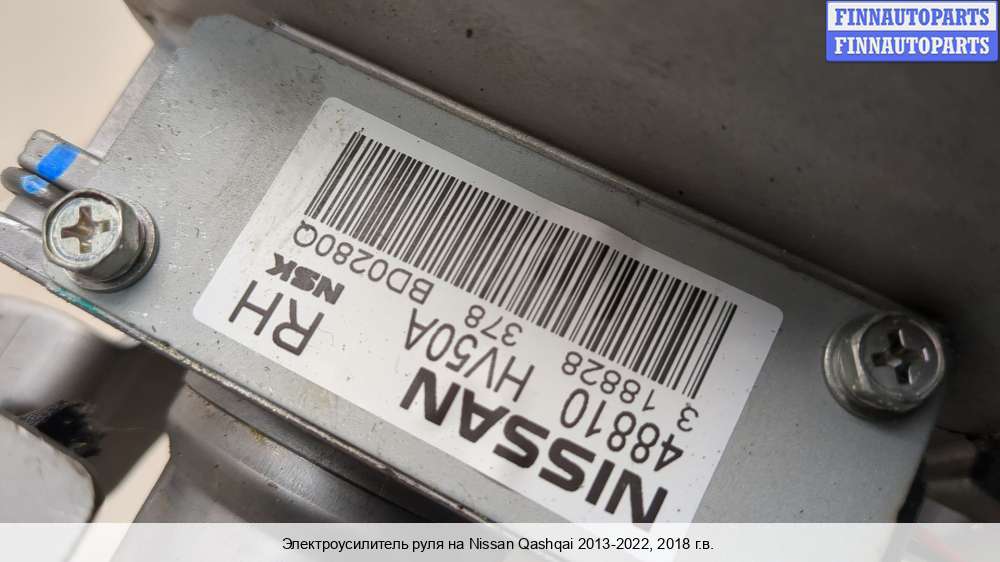 FINNAUTOPARTS
FINNAUTOPARTS
NISSAN
48810 HV50A RH
3 18828 378 BD0280Q NSK
Электроусилитель руля на Nissan Qashqai 2013-2022, 2018 г.в.